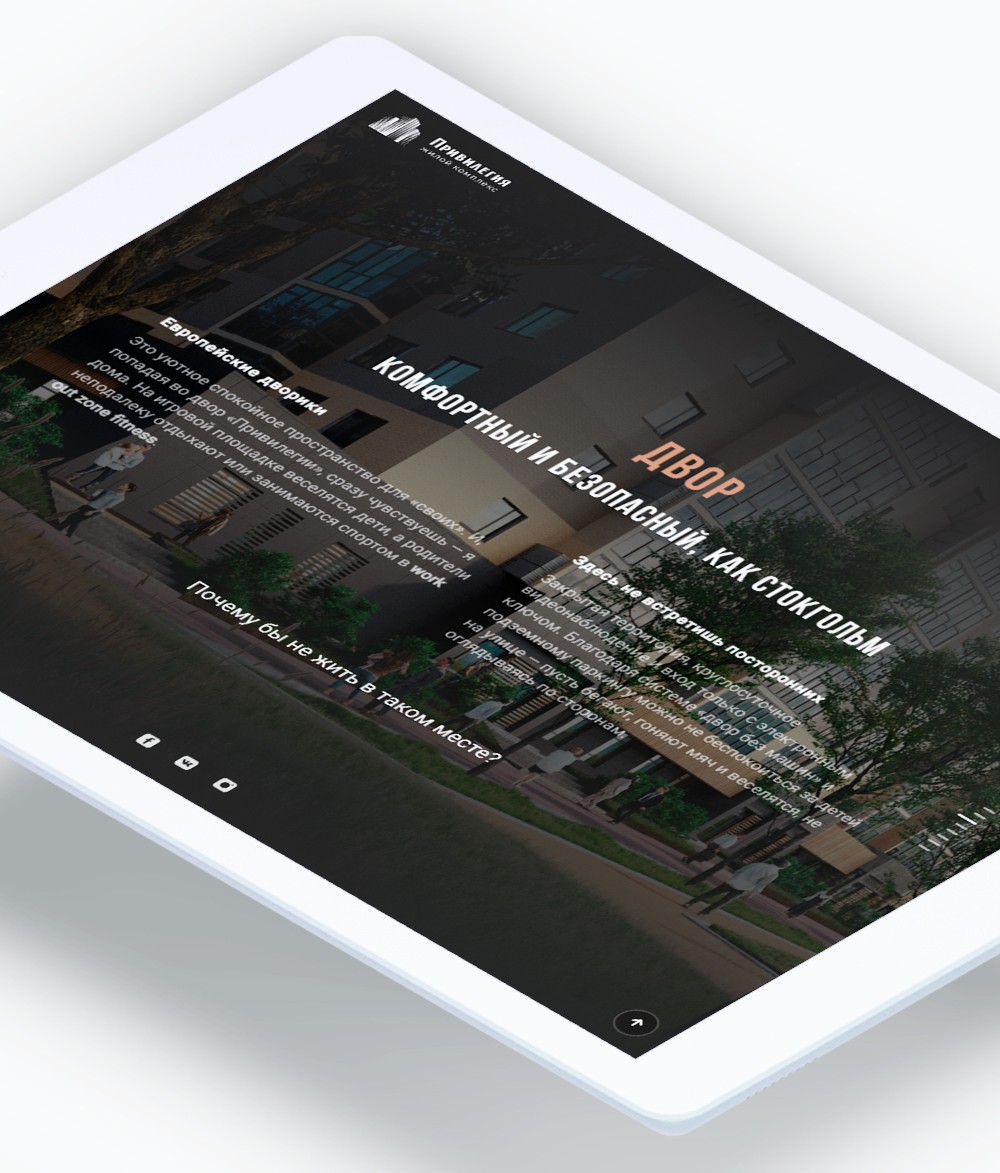 Привилегия
жилой комплекс
ДВОР
КОМФОРТНЫЙ И БЕЗОПАСНЫЙ, КАК СТОКГОЛЬМ
Европейские дворики
Это уютное спокойное пространство для «своих». И
попадая во двор «Привилегии», сразу чувствуешь – я
дома. На игровой площадке веселятся дети, а родители
неподалеку отдыхают или занимаются спортом в work
out zone fitness
Здесь не встретишь посторонних
Закрытая территория, круглосуточное
видеонаблюдение и вход только с электронным
ключом. Благодаря системе «двор без машин» и
подземному паркингу можно не беспокоиться за детей
на улице – пусть бегают, гоняют мяч и веселятся, не
оглядываясь по сторонам
Почему бы не жить в таком месте?